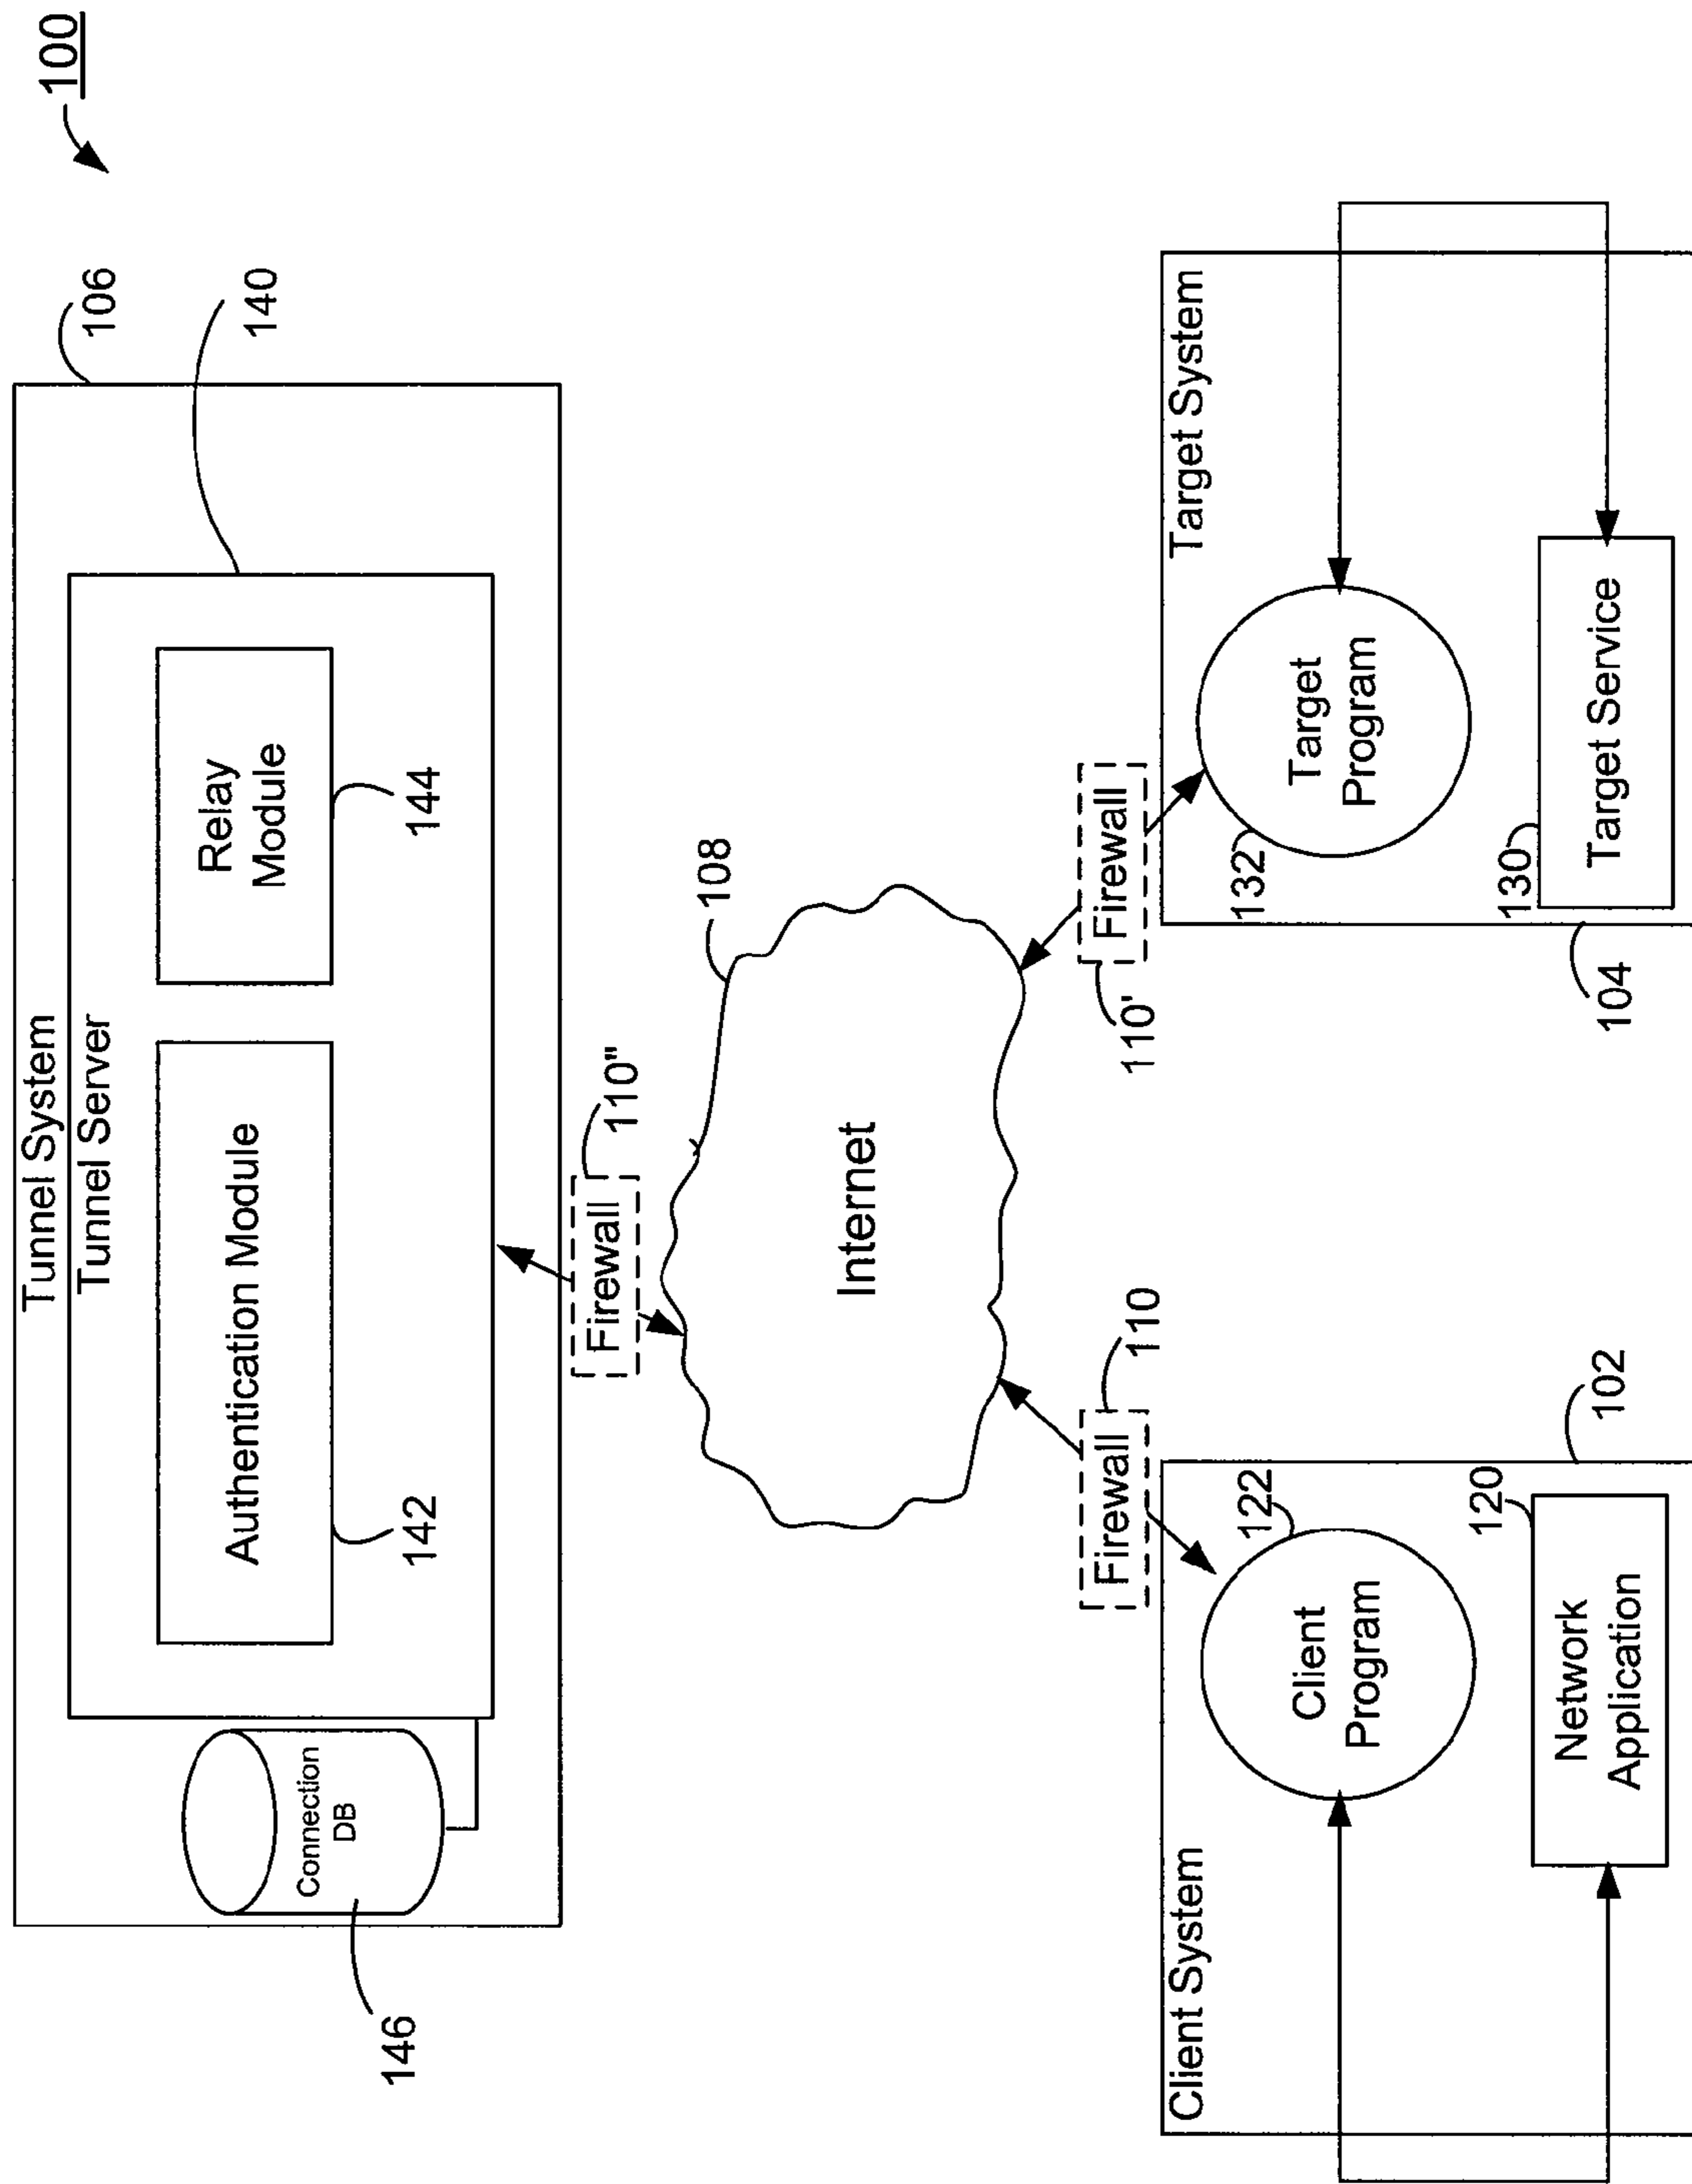 100
106
Tunnel System
Tunnel Server
140
Authentication Module
Relay
Module
142
144
Connection
DB
146
Firewall
110"
108
Internet
Firewall
110
Firewall
110'
Client System
122
Client
Program
120
Network
Application
102
Target System
132
Target
Program
130
Target Service
104